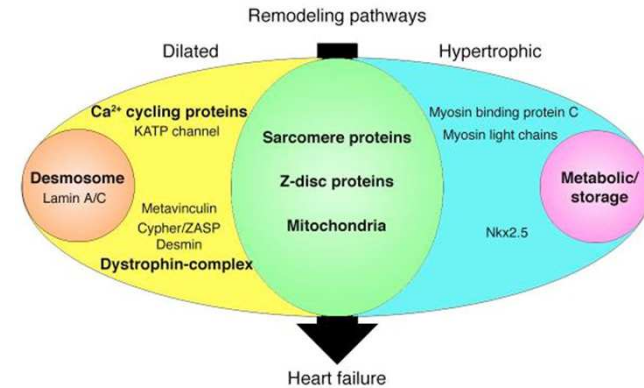 Remodeling pathways
Dilated
Hypertrophic
Ca²⁺ cycling proteins
KATP channel
Desmosome
Lamin A/C
Metavinculin
Cypher/ZASP
Desmin
Dystrophin-complex
Sarcomere proteins
Z-disc proteins
Mitochondria
Myosin binding protein C
Myosin light chains
Metabolic/
storage
Nkx2.5
Heart failure